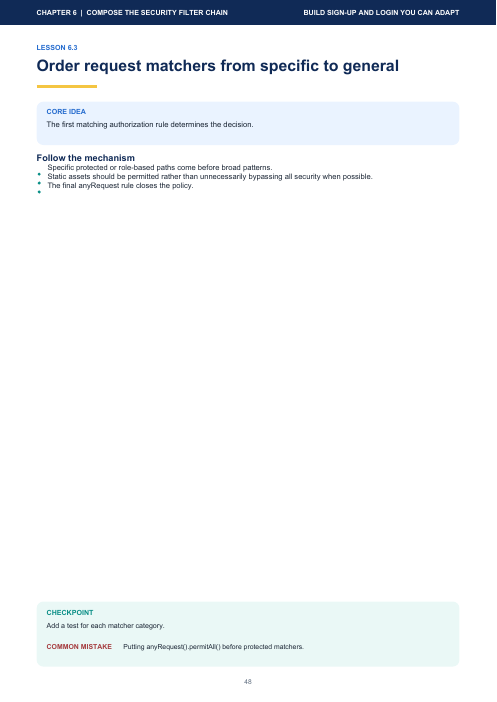 CHAPTER 6 | COMPOSE THE SECURITY FILTER CHAIN
BUILD SIGN-UP AND LOGIN YOU CAN ADAPT
LESSON 6.3
Order request matchers from specific to general
CORE IDEA
The first matching authorization rule determines the decision.
Follow the mechanism
Specific protected or role-based paths come before broad patterns.
Static assets should be permitted rather than unnecessarily bypassing all security when possible.
The final anyRequest rule closes the policy.
CHECKPOINT
Add a test for each matcher category.
COMMON MISTAKE Putting anyRequest().permitAll() before protected matchers.
48